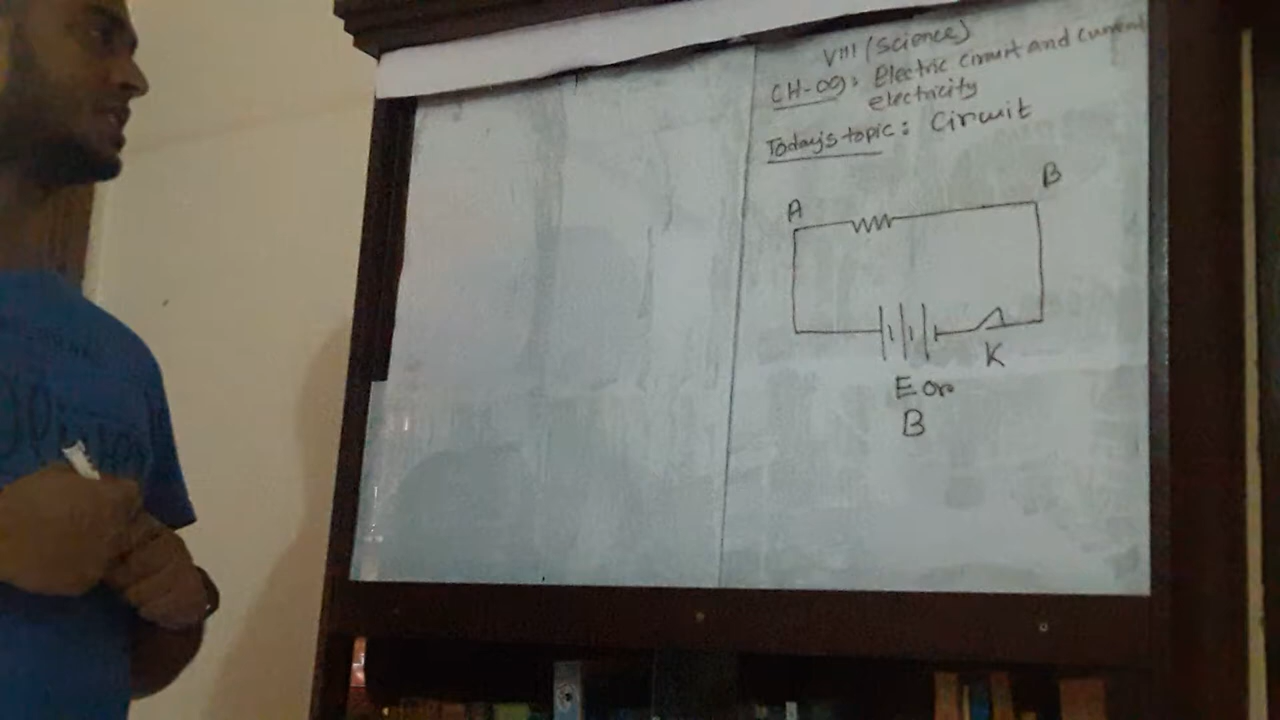 VIII (Science)
CH-09: Electric circuit and current
electricity
Today's topic: Circuit
B
A
K
E or
B